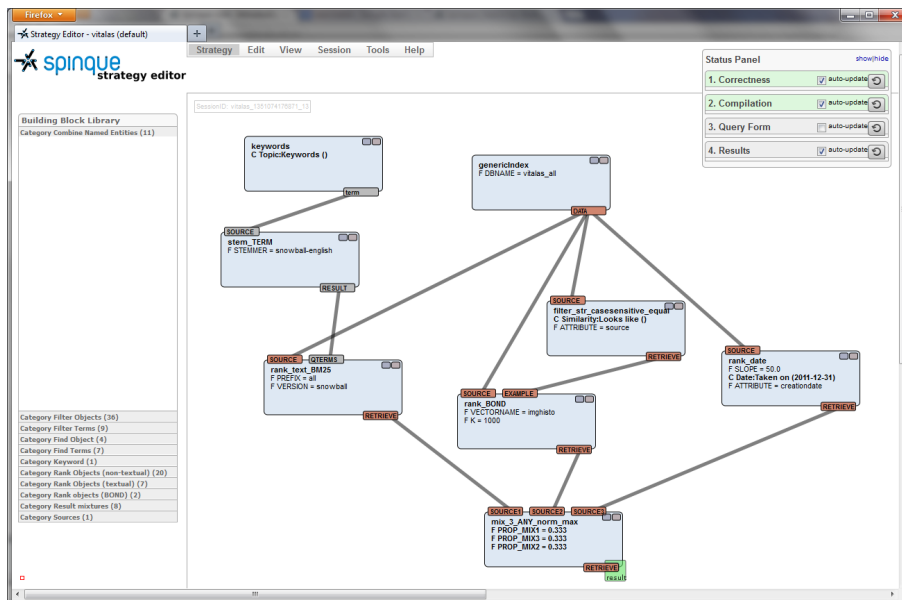 Firefox
Strategy Editor - vitalas (default)
+
spinque
strategy editor
Strategy Edit View Session Tools Help
Status Panel
show|hide
1. Correctness auto-update
2. Compilation auto-update
3. Query Form auto-update
4. Results auto-update
Building Block Library
Category Combine Named Entities (11)
Category Filter Objects (36)
Category Filter Terms (9)
Category Find Object (4)
Category Find Terms (7)
Category Keyword (1)
Category Rank Objects (non-textual) (20)
Category Rank Objects (textual) (7)
Category Rank objects (BOND) (2)
Category Result mixtures (8)
Category Sources (1)
keywords
C Topic:Keywords ()
term
genericIndex
F DBNAME = vitalas_all
DATA
SOURCE
stem_TERM
F STEMMER = snowball-english
RESULT
SOURCE
filter_str_casesensitive_equal
C Similarity:Looks like ()
F ATTRIBUTE = source
RETRIEVE
SOURCE
rank_date
F SLOPE = 50.0
C Date:Taken on (2011-12-31)
F ATTRIBUTE = creationdate
RETRIEVE
SOURCE QTERMS
rank_text_BM25
F PREFIX = all
F VERSION = snowball
RETRIEVE
SOURCE EXAMPLE
rank_BOND
F VECTORNAME = imghisto
F K = 1000
RETRIEVE
SOURCE1 SOURCE2 SOURCE3
mix_3_ANY_norm_max
F PROP_MIX1 = 0.333
F PROP_MIX3 = 0.333
F PROP_MIX2 = 0.333
RETRIEVE
result